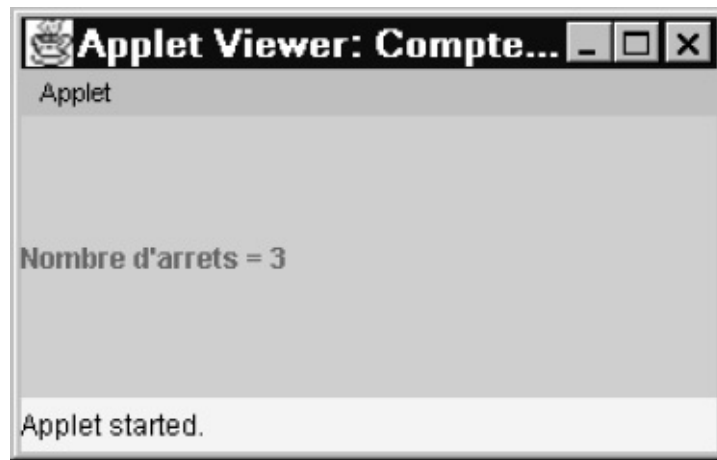 Applet Viewer: Compte...
Applet
Nombre d'arrets = 3
Applet started.